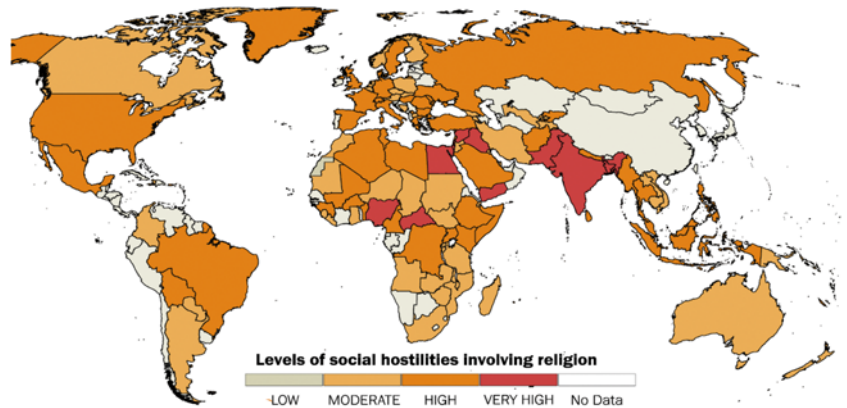 Levels of social hostilities involving religion
LOW MODERATE HIGH VERY HIGH No Data